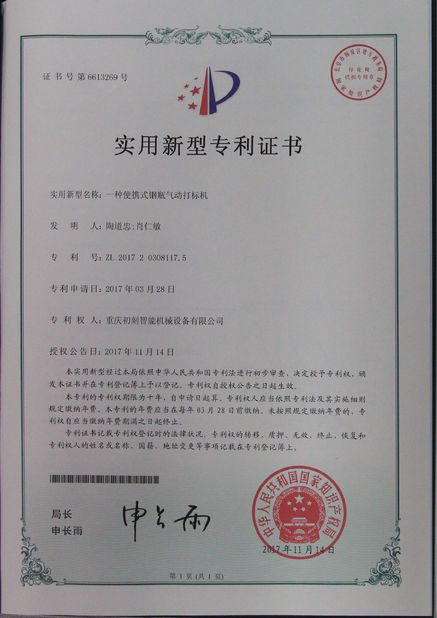 证书号第6613269号
实用新型专利证书
实用新型名称：一种便携式钢瓶气动打标机
发明人：陶道忠;肖仁敏
专利号：ZL 2017 2 0308117.5
专利申请日：2017年03月28日
专利权人：重庆初刻智能机械设备有限公司
授权公告日：2017年11月14日
本实用新型经过本局依照中华人民共和国专利法进行初步审查，决定授予专利权，颁
发本证书并在专利登记簿上予以登记。专利权自授权公告之日起生效。
本专利的专利权期限为十年，自申请日起算。专利权人应当依照专利法及其实施细则
规定缴纳年费。本专利的年费应当在每年03月28日前缴纳。未按照规定缴纳年费的，专
利权自应当缴纳年费期满之日起终止。
专利证书记载专利权登记时的法律状况。专利权的转移、质押、无效、终止、恢复和
专利权人的姓名或名称、国籍、地址变更等事项记载在专利登记簿上。
局长
申长雨
申长雨
中华人民共和国国家知识产权局
2017年11月14日
第1页（共1页）